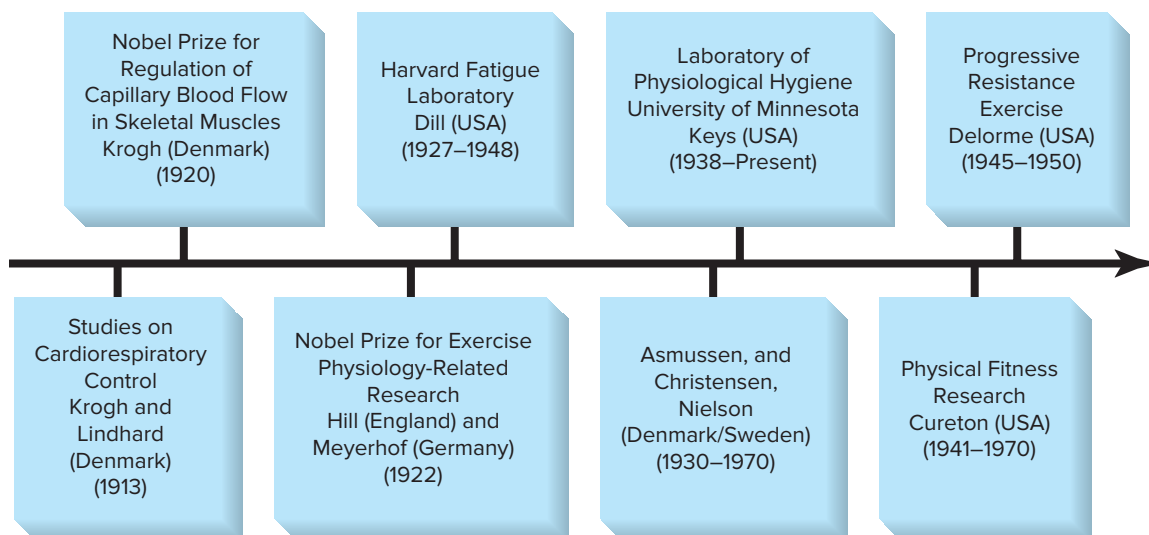 Nobel Prize for
Regulation of
Capillary Blood Flow
in Skeletal Muscles
Krogh (Denmark)
(1920)
Harvard Fatigue
Laboratory
Dill (USA)
(1927–1948)
Laboratory of
Physiological Hygiene
University of Minnesota
Keys (USA)
(1938–Present)
Progressive
Resistance
Exercise
Delorme (USA)
(1945–1950)
Studies on
Cardiorespiratory
Control
Krogh and
Lindhard
(Denmark)
(1913)
Nobel Prize for Exercise
Physiology-Related
Research
Hill (England) and
Meyerhof (Germany)
(1922)
Asmussen, and
Christensen,
Nielson
(Denmark/Sweden)
(1930–1970)
Physical Fitness
Research
Cureton (USA)
(1941–1970)